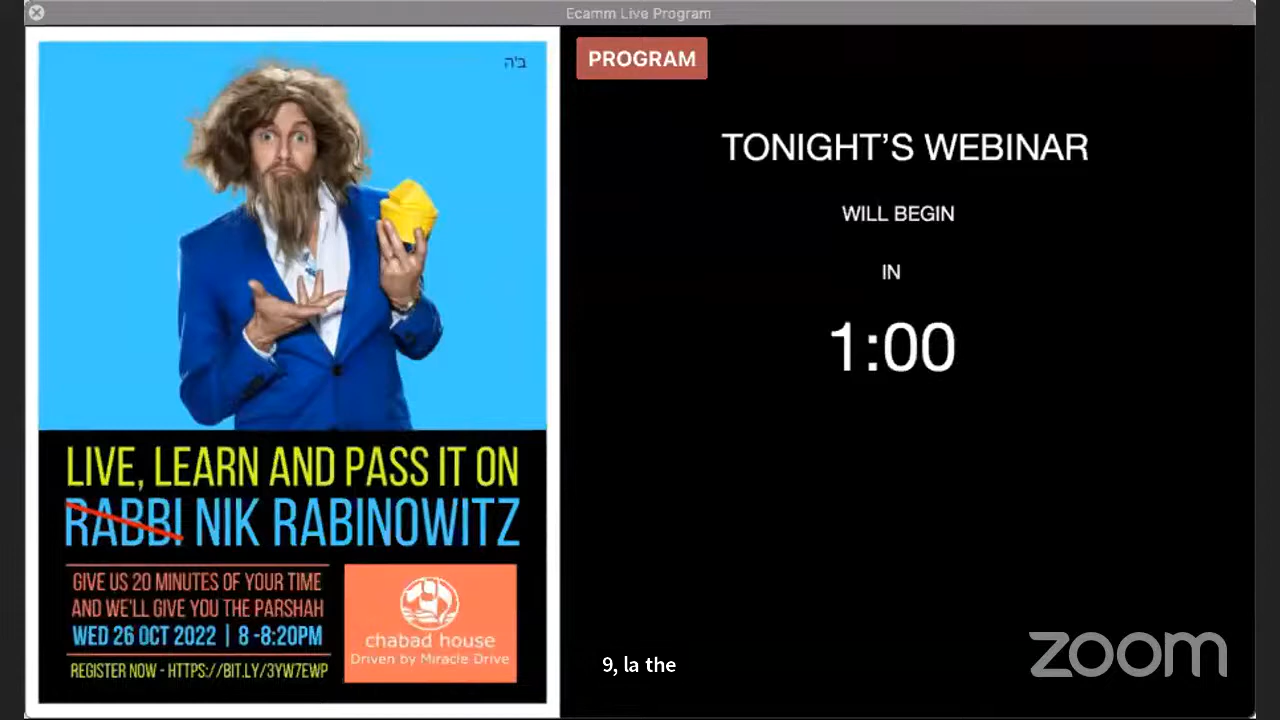 Ecamm Live Program
ב'ה
LIVE, LEARN AND PASS IT ON
RABBI NIK RABINOWITZ
GIVE US 20 MINUTES OF YOUR TIME
AND WE'LL GIVE YOU THE PARSHAH
WED 26 OCT 2022 | 8 -8:20PM
REGISTER NOW - HTTPS://BIT.LY/3YW7EWP
chabad house
Driven by Miracle Drive
PROGRAM
TONIGHT'S WEBINAR
WILL BEGIN
IN
1:00
9, la the
zoom